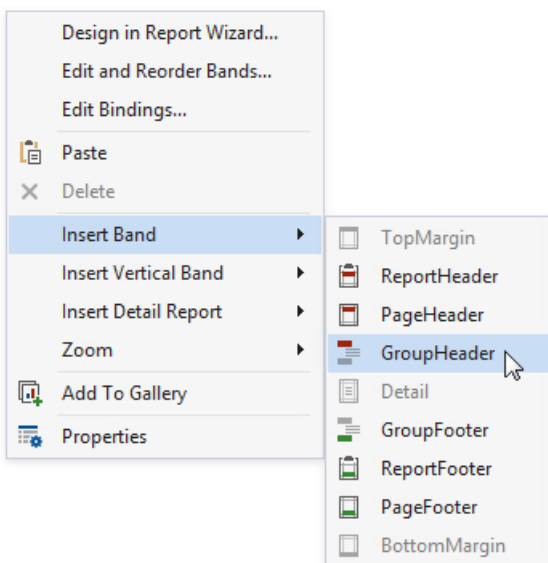 Design in Report Wizard...
Edit and Reorder Bands...
Edit Bindings...
Paste
Delete
Insert Band
Insert Vertical Band
Insert Detail Report
Zoom
Add To Gallery
Properties
TopMargin
ReportHeader
PageHeader
GroupHeader
Detail
GroupFooter
ReportFooter
PageFooter
BottomMargin